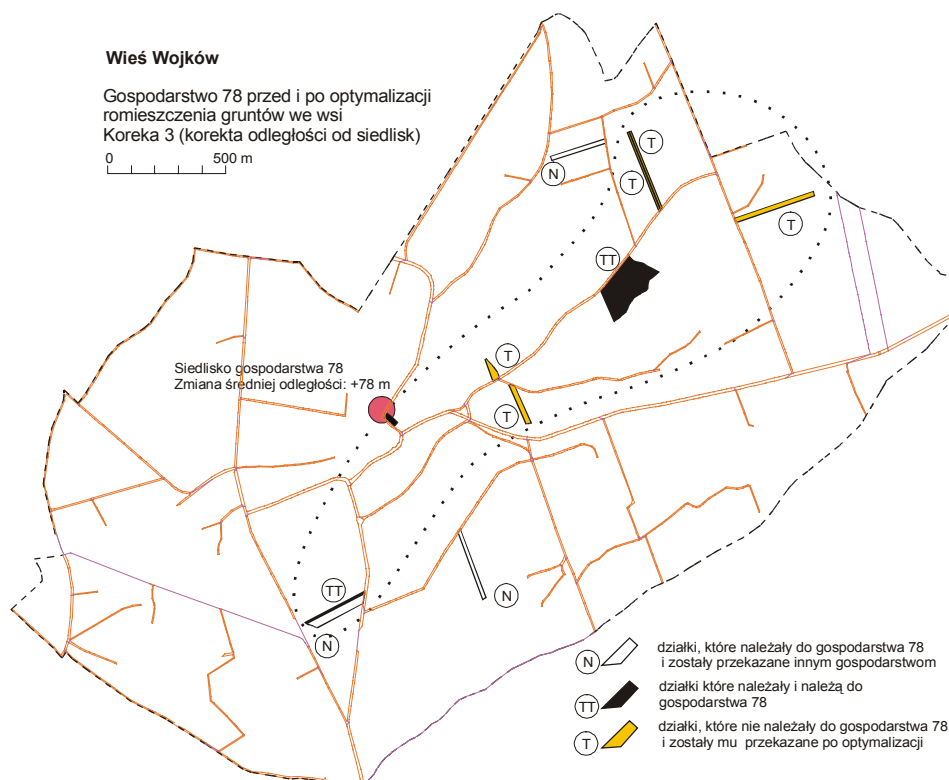 Wieś Wojków
Gospodarstwo 78 przed i po optymalizacji
romieszczenia gruntów we wsi
Koreka 3 (korekta odległości od siedlisk)
0 500 m
N
T
T
T
TT
Siedlisko gospodarstwa 78
Zmiana średniej odległości: +78 m
T
T
TT
N
N
N działki, które należały do gospodarstwa 78
i zostały przekazane innym gospodarstwom
TT działki które należały i należą do
gospodarstwa 78
T działki, które nie należały do gospodarstwa 78
i zostały mu przekazane po optymalizacji